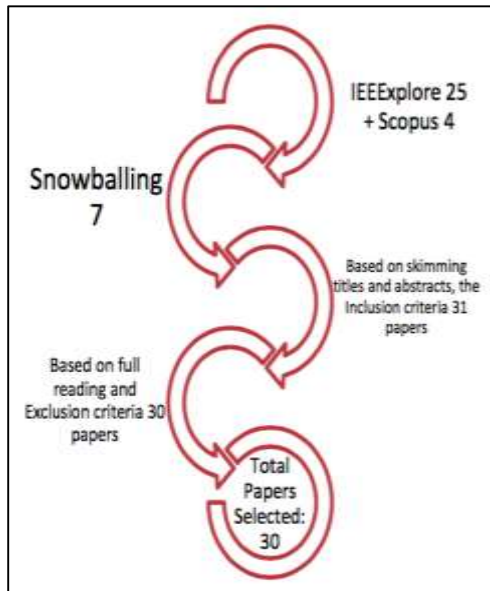 IEEExplore 25
+ Scopus 4
Snowballing
7
Based on skimming
titles and abstracts, the
Inclusion criteria 31
papers
Based on full
reading and
Exclusion criteria 30
papers
Total
Papers
Selected:
30